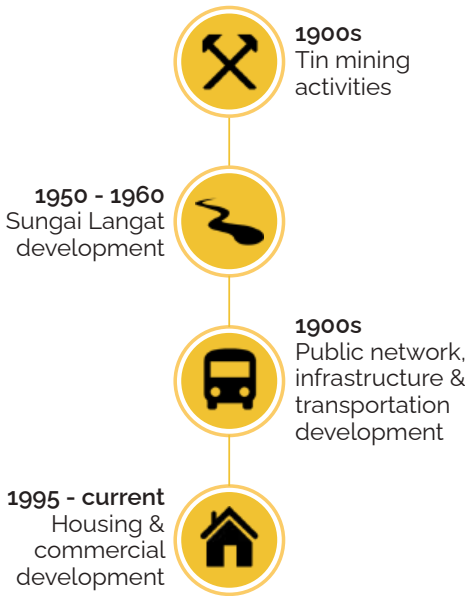 1900s
Tin mining
activities
1950 - 1960
Sungai Langat
development
1900s
Public network,
infrastructure &
transportation
development
1995 - current
Housing &
commercial
development